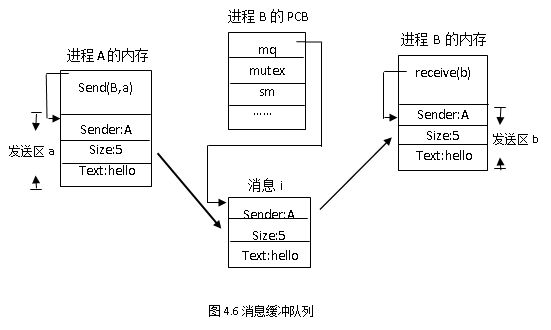 进程 A 的内存
Send(B,a)
Sender:A
Size:5
Text:hello
发送区 a
进程 B 的 PCB
mq
mutex
sm
……
消息 i
Sender:A
Size:5
Text:hello
进程 B 的内存
receive(b)
Sender:A
Size:5
Text:hello
发送区 b
图 4.6 消息缓冲队列